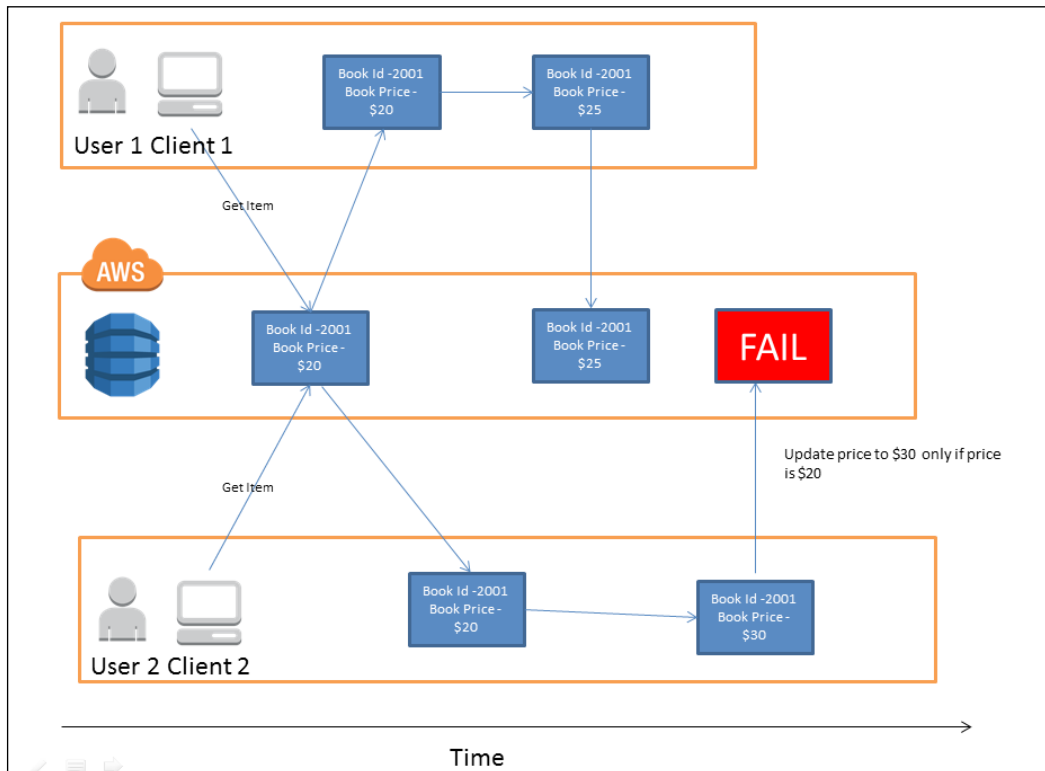 Book Id -2001
Book Price -
$20
Book Id -2001
Book Price -
$25
User 1 Client 1
Get Item
AWS
Book Id -2001
Book Price -
$20
Book Id -2001
Book Price -
$25
FAIL
Update price to $30 only if price
is $20
Get Item
Book Id -2001
Book Price -
$20
Book Id -2001
Book Price -
$30
User 2 Client 2
Time